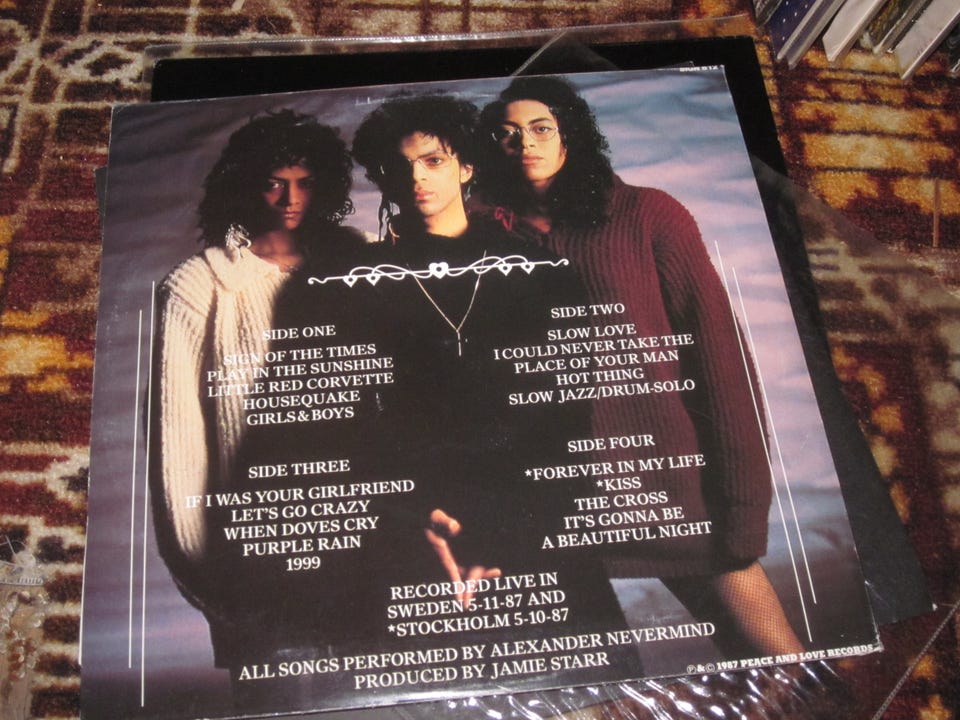 SIGN 512
SIDE ONE
SIGN OF THE TIMES
PLAY IN THE SUNSHINE
LITTLE RED CORVETTE
HOUSEQUAKE
GIRLS & BOYS
SIDE TWO
SLOW LOVE
I COULD NEVER TAKE THE
PLACE OF YOUR MAN
HOT THING
SLOW JAZZ/DRUM-SOLO
SIDE THREE
IF I WAS YOUR GIRLFRIEND
LET'S GO CRAZY
WHEN DOVES CRY
PURPLE RAIN
1999
SIDE FOUR
*FOREVER IN MY LIFE
*KISS
THE CROSS
IT'S GONNA BE
A BEAUTIFUL NIGHT
RECORDED LIVE IN
SWEDEN 5-11-87 AND
*STOCKHOLM 5-10-87
ALL SONGS PERFORMED BY ALEXANDER NEVERMIND
PRODUCED BY JAMIE STARR
℗&© 1987 PEACE AND LOVE RECORDS.